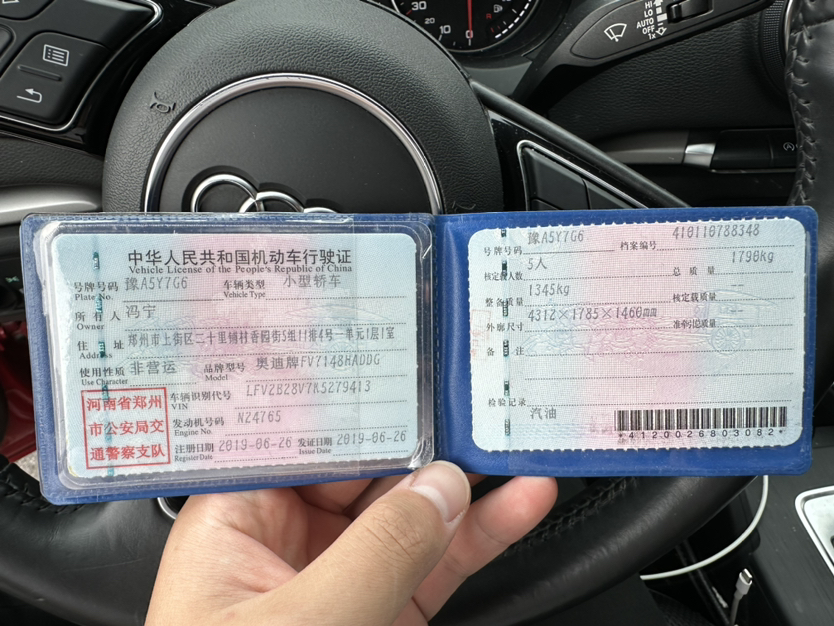 HI
LO
AUTO
OFF
1x
30
20
10
0
中华人民共和国机动车行驶证
Vehicle License of the People's Republic of China
号牌号码 豫A5Y7G6 车辆类型 小型轿车
Plate No. Vehicle Type
所有人 冯宁
Owner
住址 郑州市上街区二十里铺村香园街5组11排4号一单元1层1室
Address
使用性质 非营运 品牌型号 奥迪牌FV7148HADDG
Use Character Model
河南省郑州
市公安局交
通警察支队
车辆识别代号 LFV2B28V7K5279413
VIN
发动机号码 N24765
Engine No.
注册日期 2019-06-26 发证日期 2019-06-26
Register Date Issue Date
号牌号码 豫A5Y7G6 档案编号 410110788348
核定载人数 5人 总质量 1790kg
整备质量 1345kg 核定载质量 --
外廓尺寸 4312×1785×1460mm 准牵引总质量 --
备注
检验记录
汽油
*4120026803082*